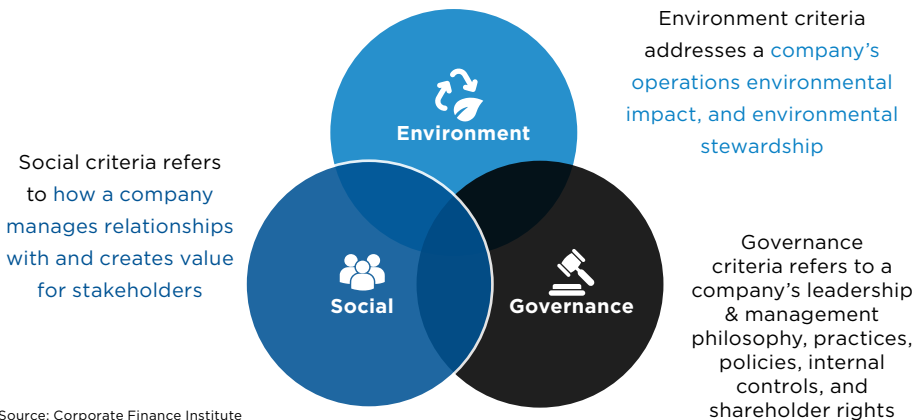 Environment criteria
addresses a company's
operations environmental
impact, and environmental
stewardship
Environment
Social criteria refers
to how a company
manages relationships
with and creates value
for stakeholders
Social
Governance
Governance
criteria refers to a
company's leadership
& management
philosophy, practices,
policies, internal
controls, and
shareholder rights
Source: Corporate Finance Institute